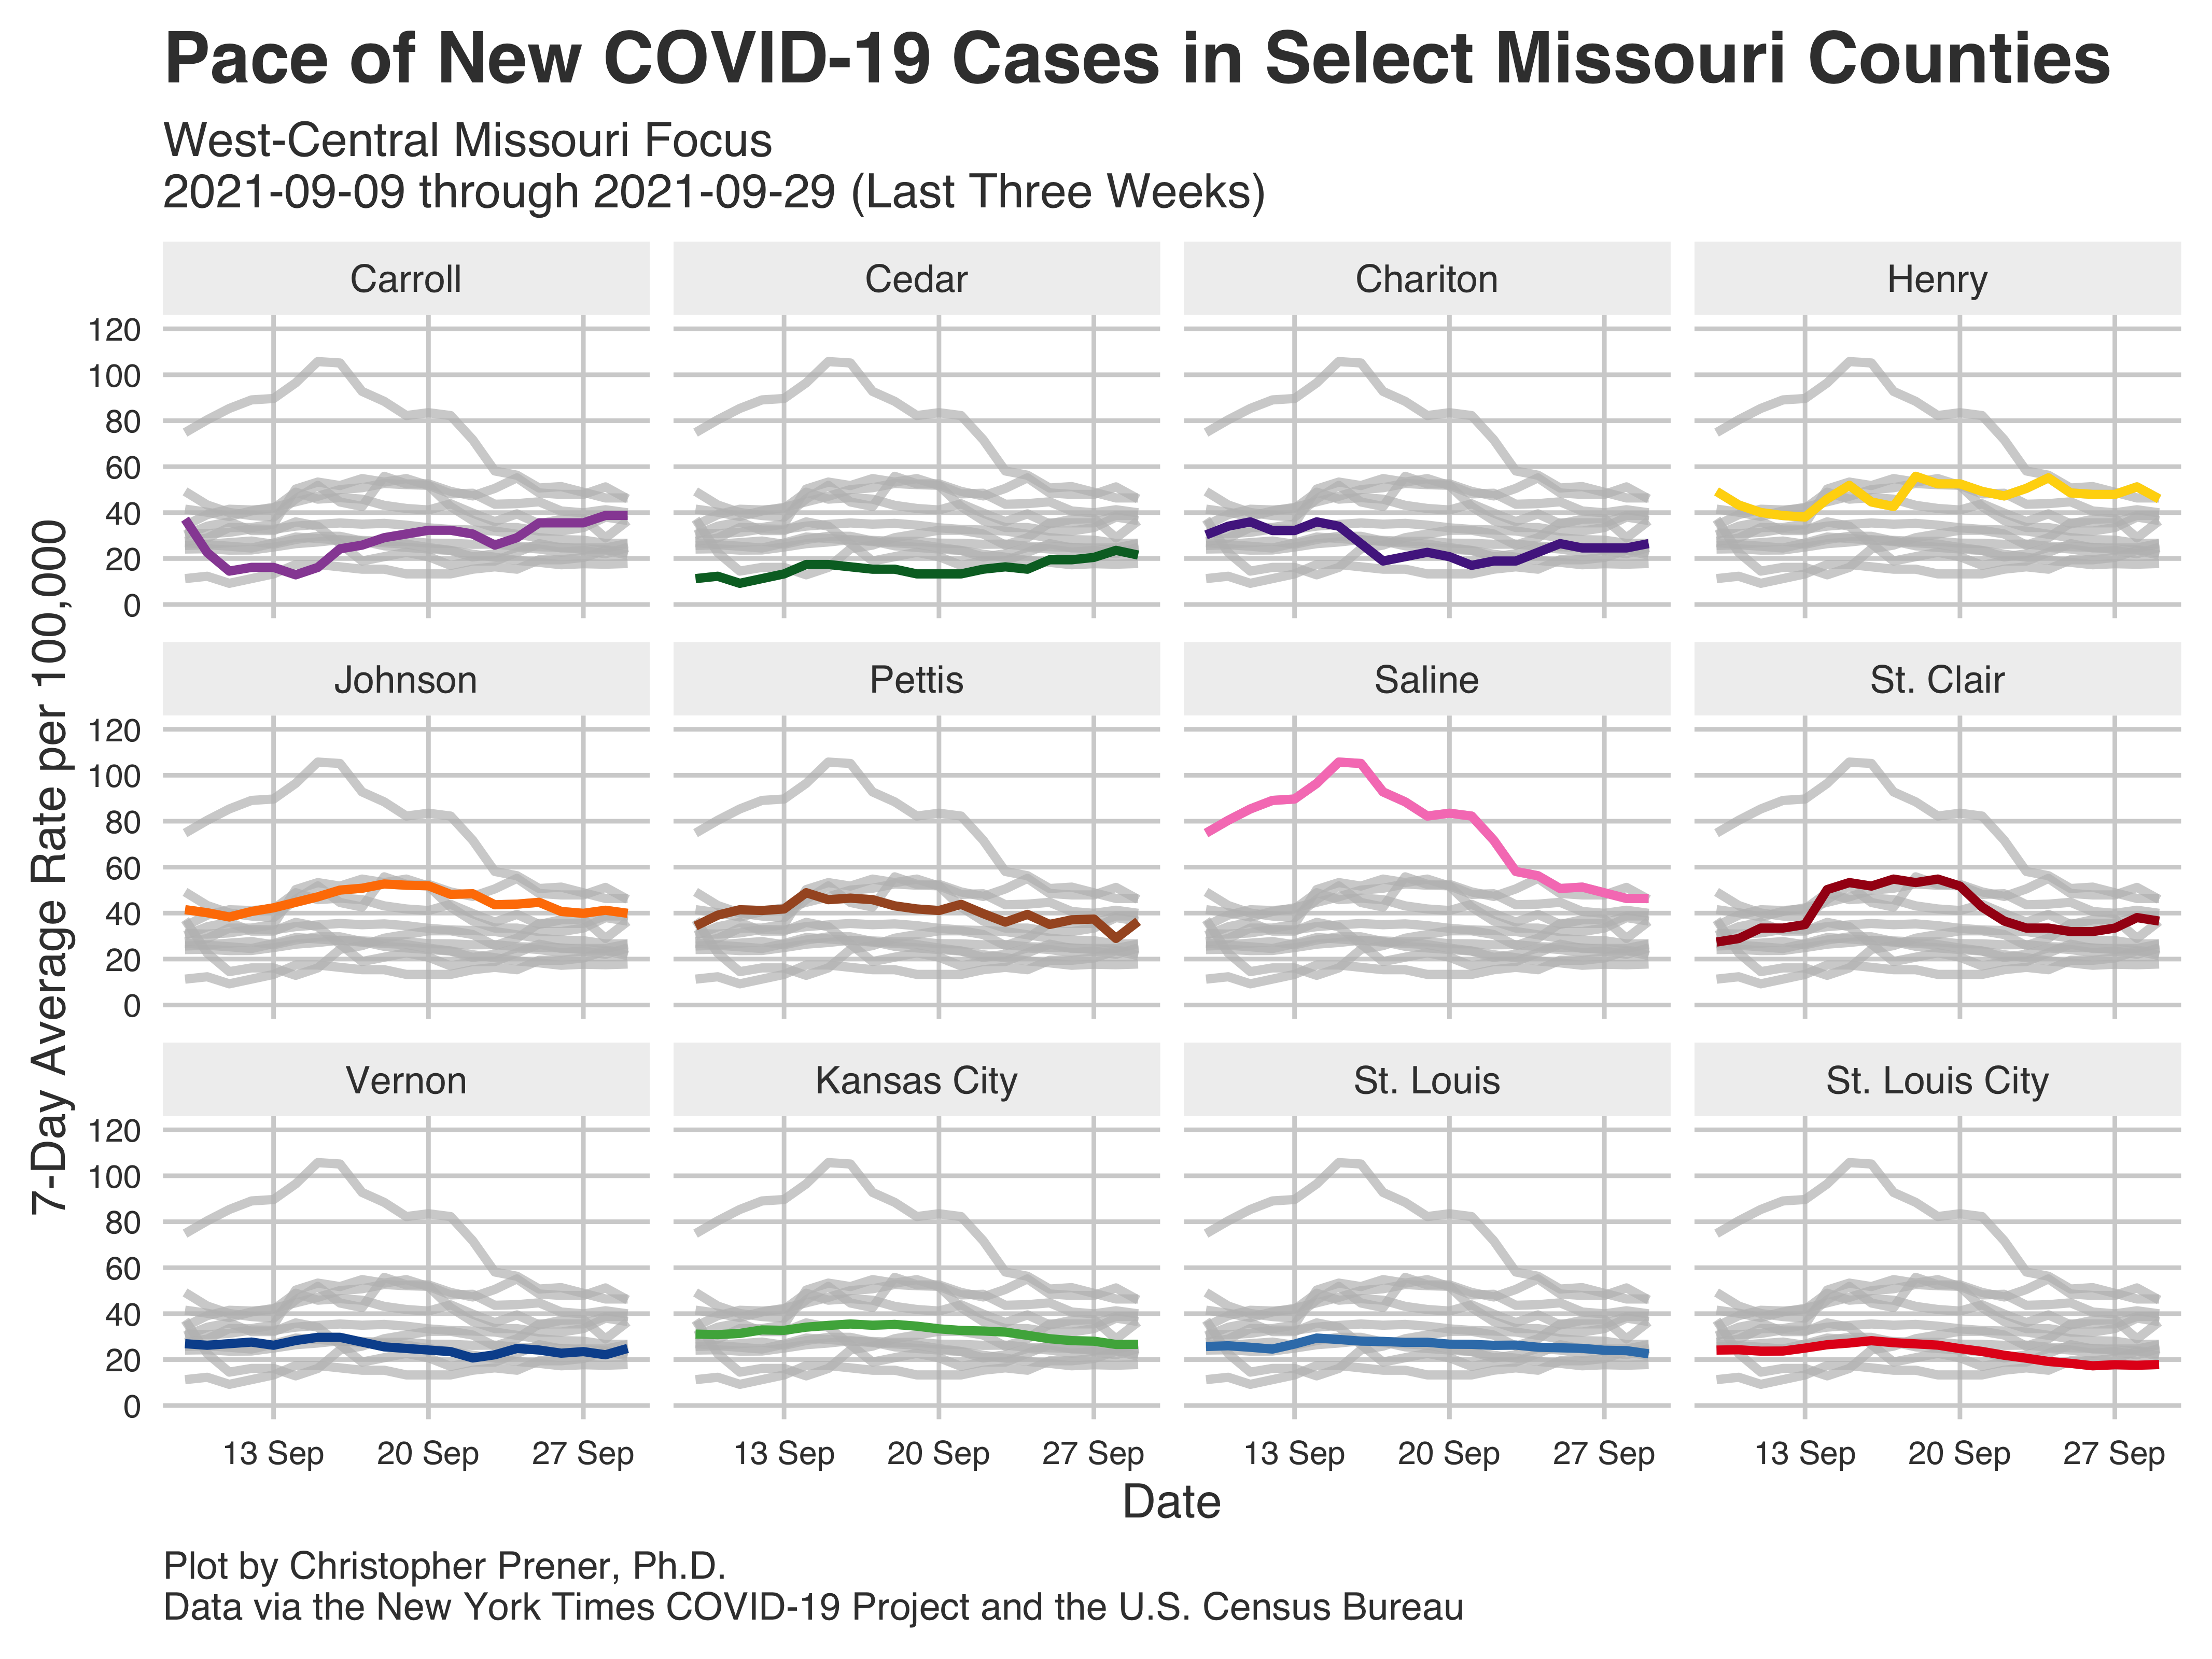 Pace of New COVID-19 Cases in Select Missouri Counties
West-Central Missouri Focus
2021-09-09 through 2021-09-29 (Last Three Weeks)
7-Day Average Rate per 100,000
Carroll
Cedar
Chariton
Henry
120
100
80
60
40
20
0
Johnson
Pettis
Saline
St. Clair
120
100
80
60
40
20
0
Vernon
Kansas City
St. Louis
St. Louis City
120
100
80
60
40
20
0
13 Sep 20 Sep 27 Sep
13 Sep 20 Sep 27 Sep
13 Sep 20 Sep 27 Sep
13 Sep 20 Sep 27 Sep
Date
Plot by Christopher Prener, Ph.D.
Data via the New York Times COVID-19 Project and the U.S. Census Bureau